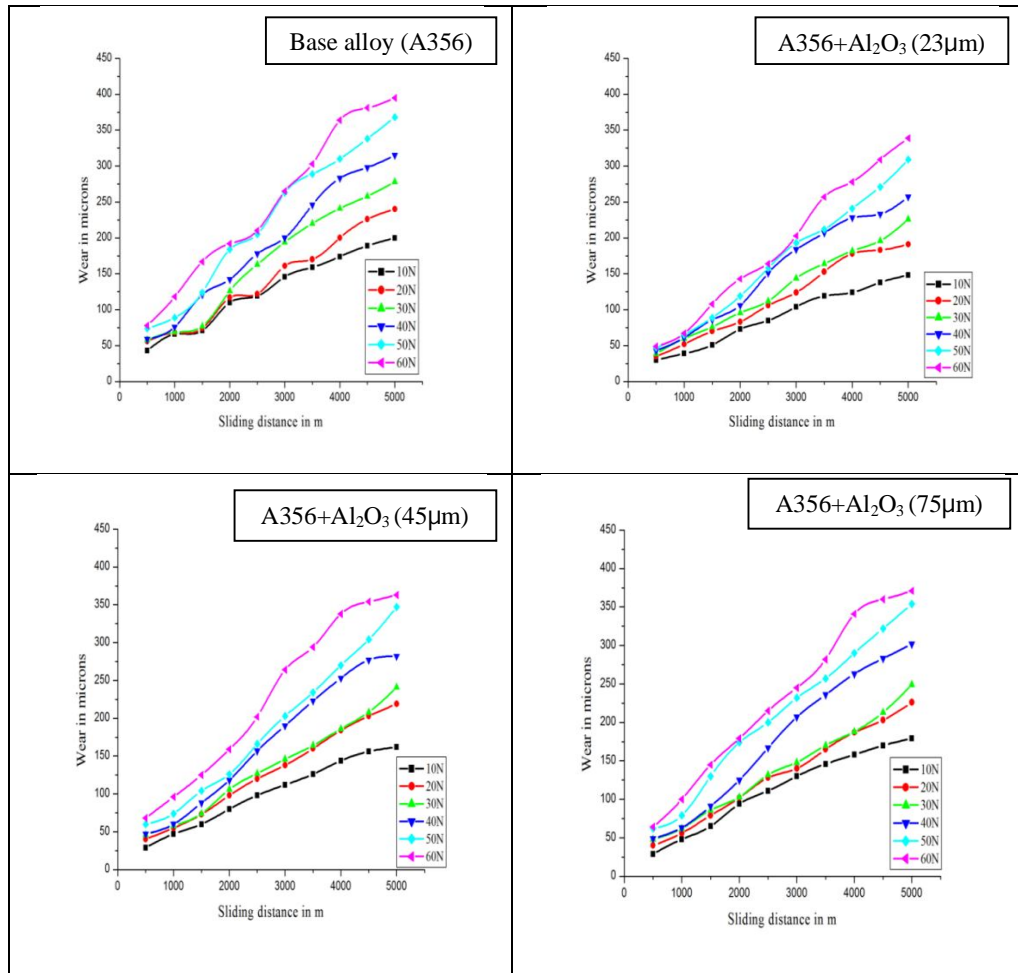 Base alloy (A356)
450
400
350
300
250
200
150
100
50
0
Wear in microns
10N
20N
30N
40N
50N
60N
0
1000
2000
3000
4000
5000
Sliding distance in m
A356+Al₂O₃ (23µm)
450
400
350
300
250
200
150
100
50
0
Wear in microns
10N
20N
30N
40N
50N
60N
0
1000
2000
3000
4000
5000
Sliding distance in m
A356+Al₂O₃ (45µm)
450
400
350
300
250
200
150
100
50
0
Wear in microns
10N
20N
30N
40N
50N
60N
0
1000
2000
3000
4000
5000
Sliding distance in m
A356+Al₂O₃ (75µm)
450
400
350
300
250
200
150
100
50
0
Wear in microns
10N
20N
30N
40N
50N
60N
0
1000
2000
3000
4000
5000
Sliding distance in m